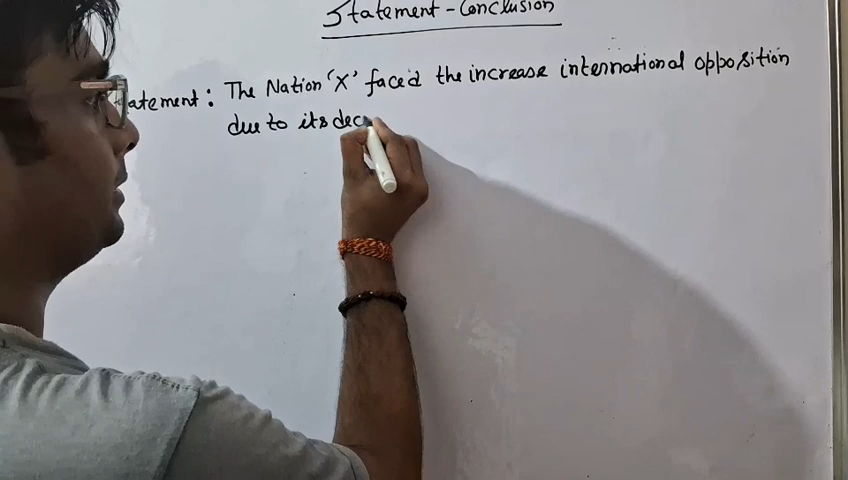 Statement - Conclusion
atement : The Nation 'X' faced the increase international opposition
due to its dec